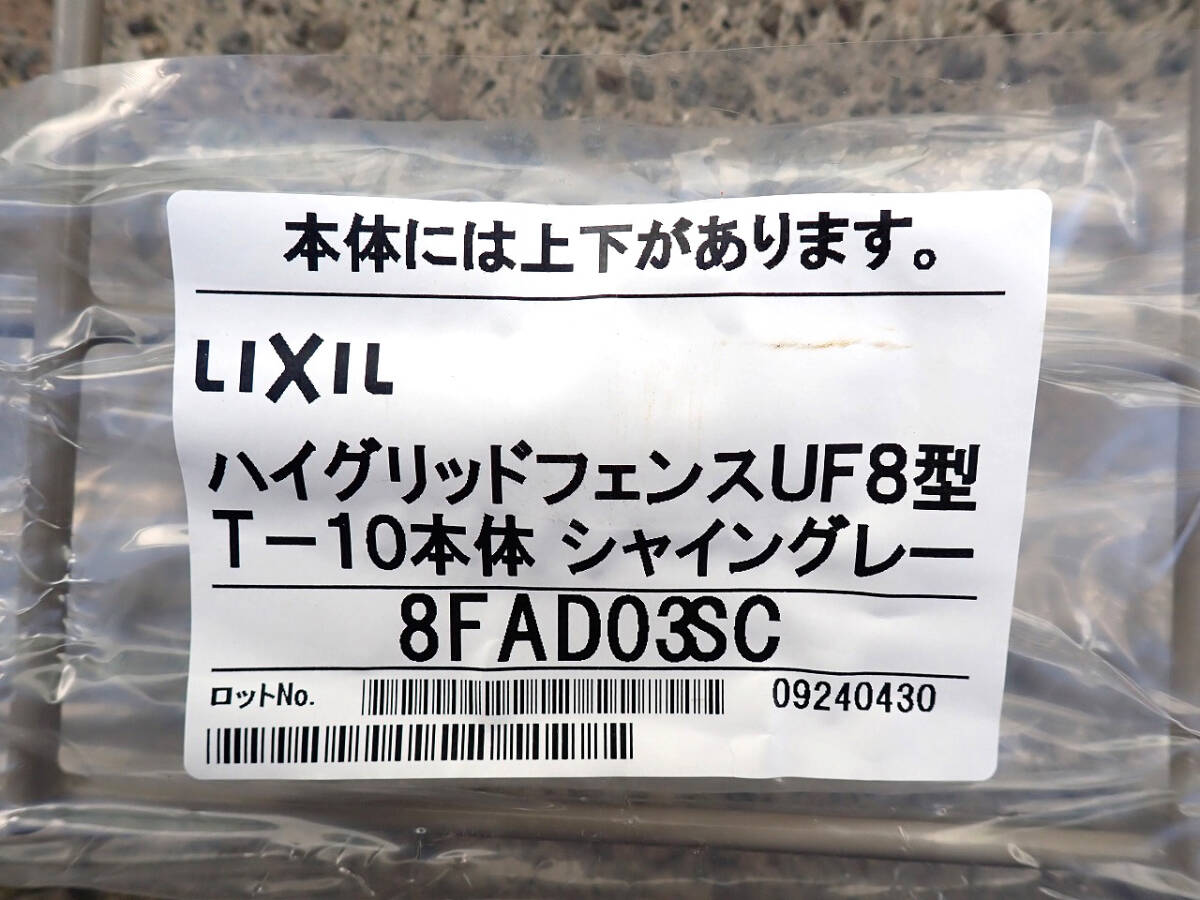 本体には上下があります。
LIXIL
ハイグリッドフェンスUF8型
T-10本体 シャイングレー
8FAD03SC
ロットNo. 09240430